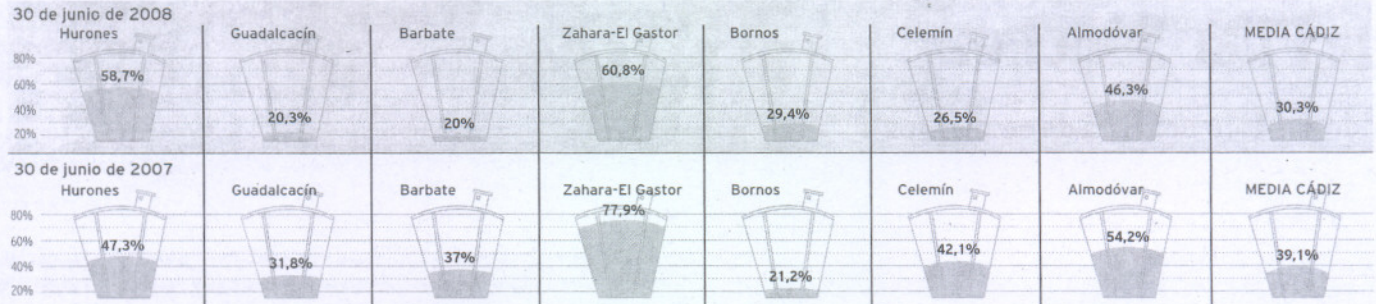 30 de junio de 2008
Hurones Guadalcacín Barbate Zahara-El Gastor Bornos Celemín Almodóvar MEDIA CÁDIZ
80%
60%
40%
20%
58,7% 20,3% 20% 60,8% 29,4% 26,5% 46,3% 30,3%
30 de junio de 2007
Hurones Guadalcacín Barbate Zahara-El Gastor Bornos Celemín Almodóvar MEDIA CÁDIZ
80%
60%
40%
20%
47,3% 31,8% 37% 77,9% 21,2% 42,1% 54,2% 39,1%